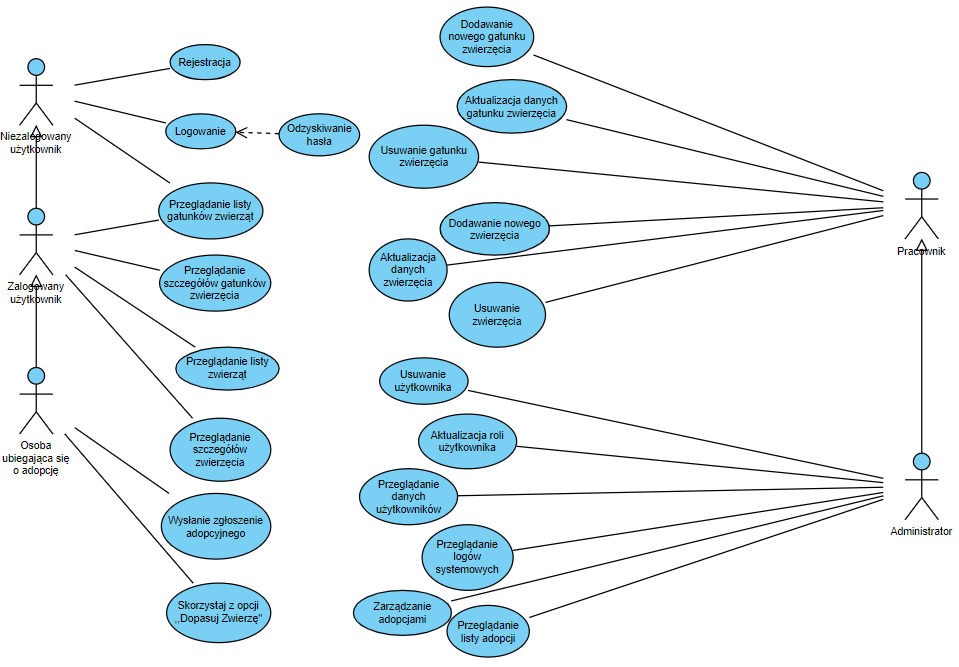 Niezalogowany
użytkownik
Zalogowany
użytkownik
Osoba
ubiegająca się
o adopcję
Rejestracja
Logowanie
Odzyskiwanie
hasła
Przeglądanie listy
gatunków zwierząt
Przeglądanie
szczegółów gatunków
zwierzęcia
Przeglądanie listy
zwierząt
Przeglądanie
szczegółów
zwierzęcia
Wysłanie zgłoszenie
adopcyjnego
Skorzystaj z opcji
,,Dopasuj Zwierzę"
Dodawanie
nowego gatunku
zwierzęcia
Aktualizacja danych
gatunku zwierzęcia
Usuwanie gatunku
zwierzęcia
Dodawanie nowego
zwierzęcia
Aktualizacja
danych
zwierzęcia
Usuwanie
zwierzęcia
Usuwanie
użytkownika
Aktualizacja roli
użytkownika
Przeglądanie
danych
użytkowników
Przeglądanie
logów
systemowych
Zarządzanie
adopcjami
Przeglądanie
listy adopcji
Pracownik
Administrator